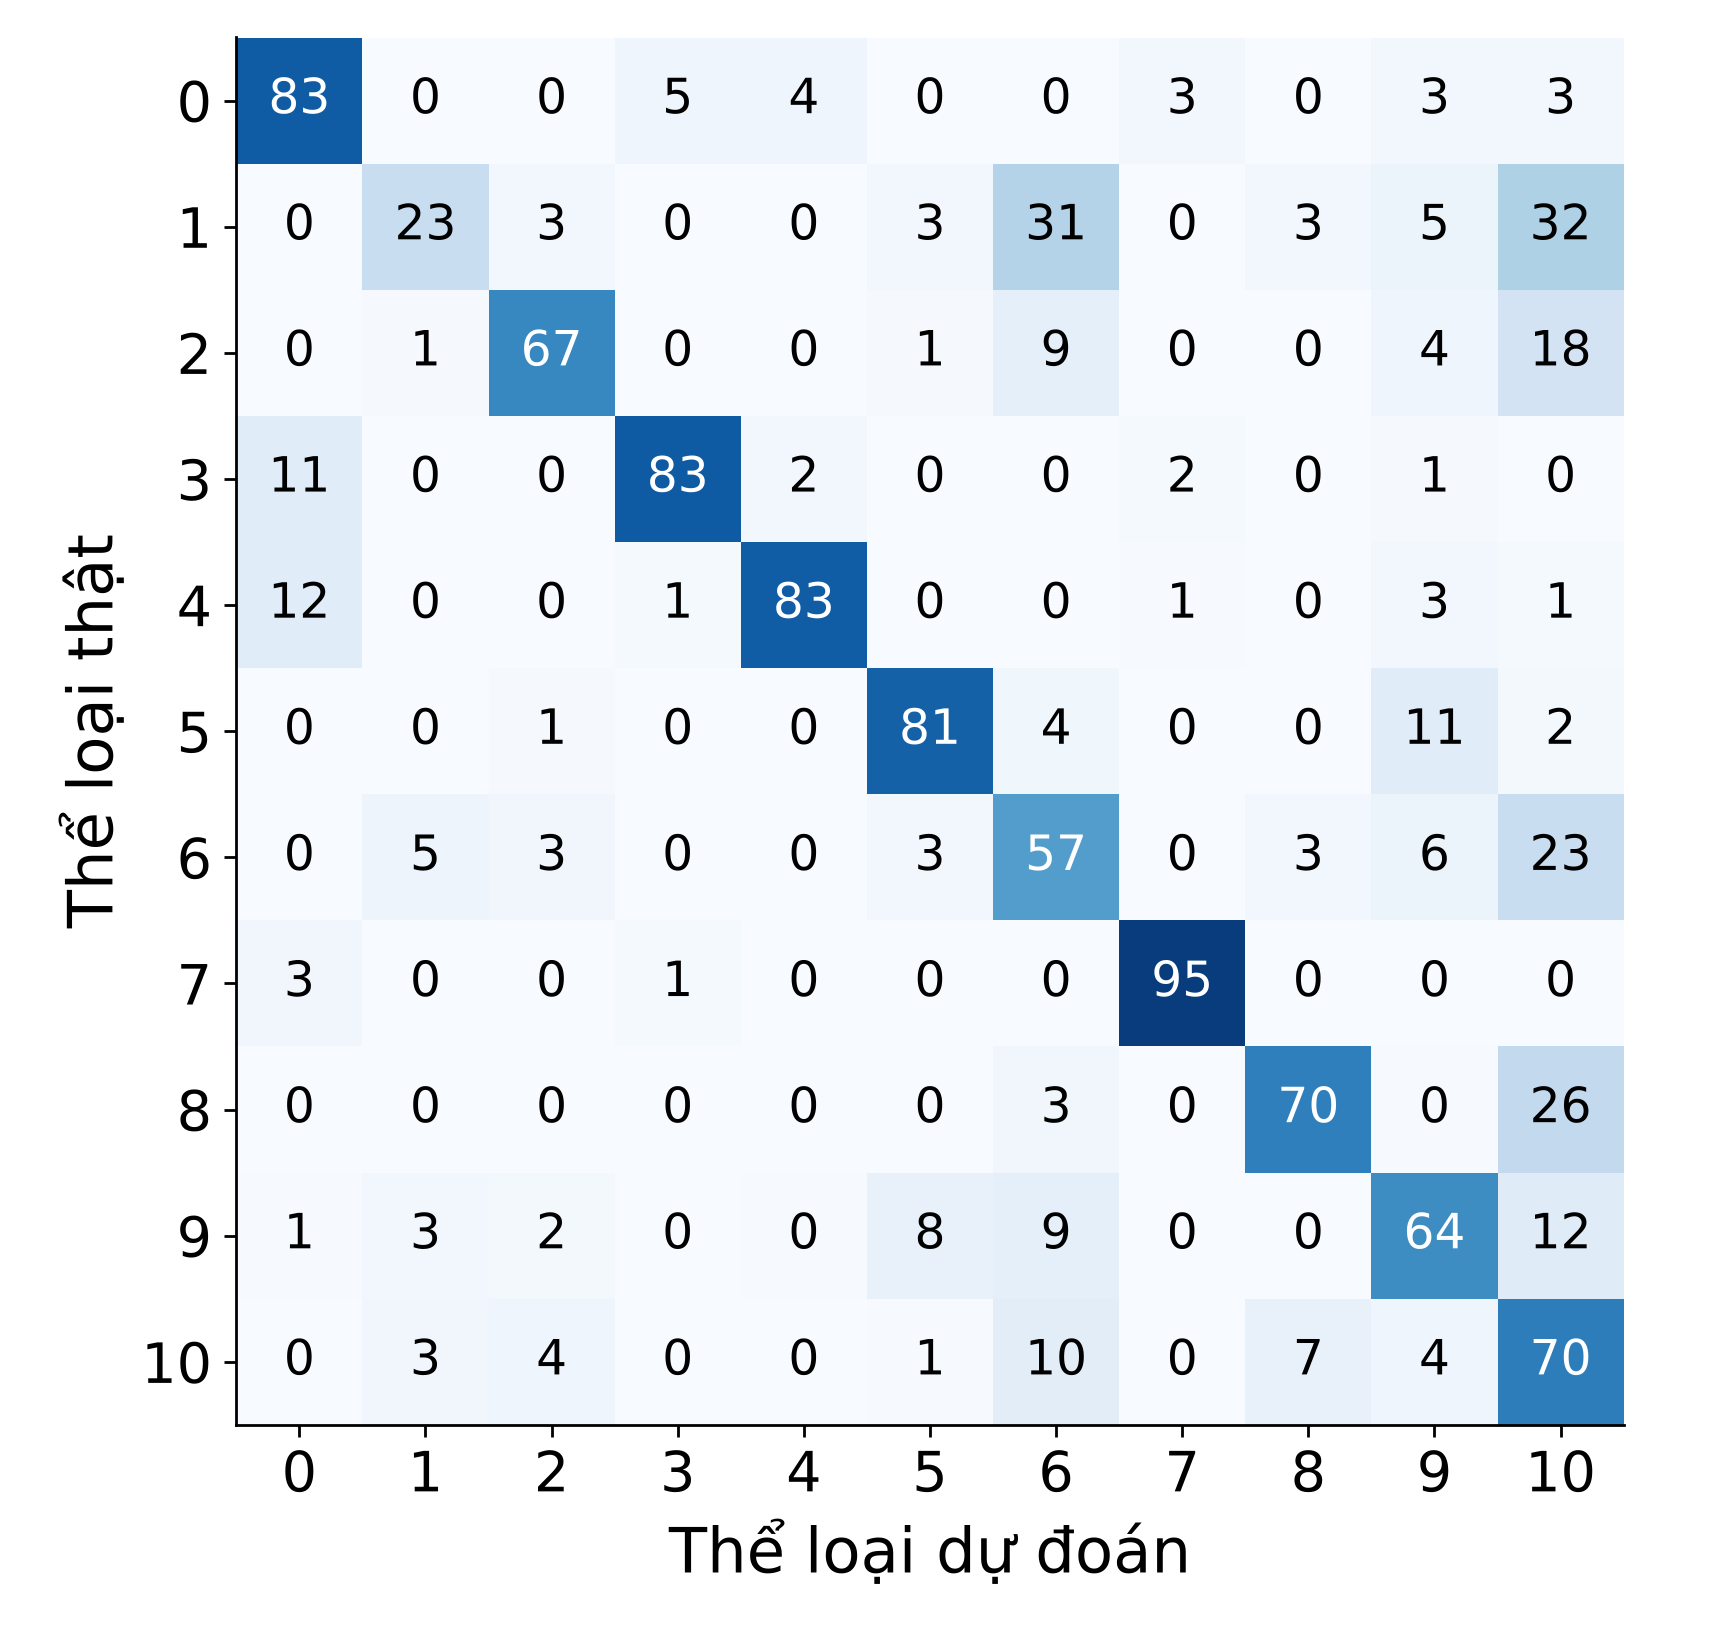 0 83 0 0 5 4 0 0 3 0 3 3
1 0 23 3 0 0 3 31 0 3 5 32
2 0 1 67 0 0 1 9 0 0 4 18
3 11 0 0 83 2 0 0 2 0 1 0
4 12 0 0 1 83 0 0 1 0 3 1
5 0 0 1 0 0 81 4 0 0 11 2
6 0 5 3 0 0 3 57 0 3 6 23
7 3 0 0 1 0 0 0 95 0 0 0
8 0 0 0 0 0 0 3 0 70 0 26
9 1 3 2 0 0 8 9 0 0 64 12
10 0 3 4 0 0 1 10 0 7 4 70
0 1 2 3 4 5 6 7 8 9 10
Thể loại dự đoán
Thể loại thật